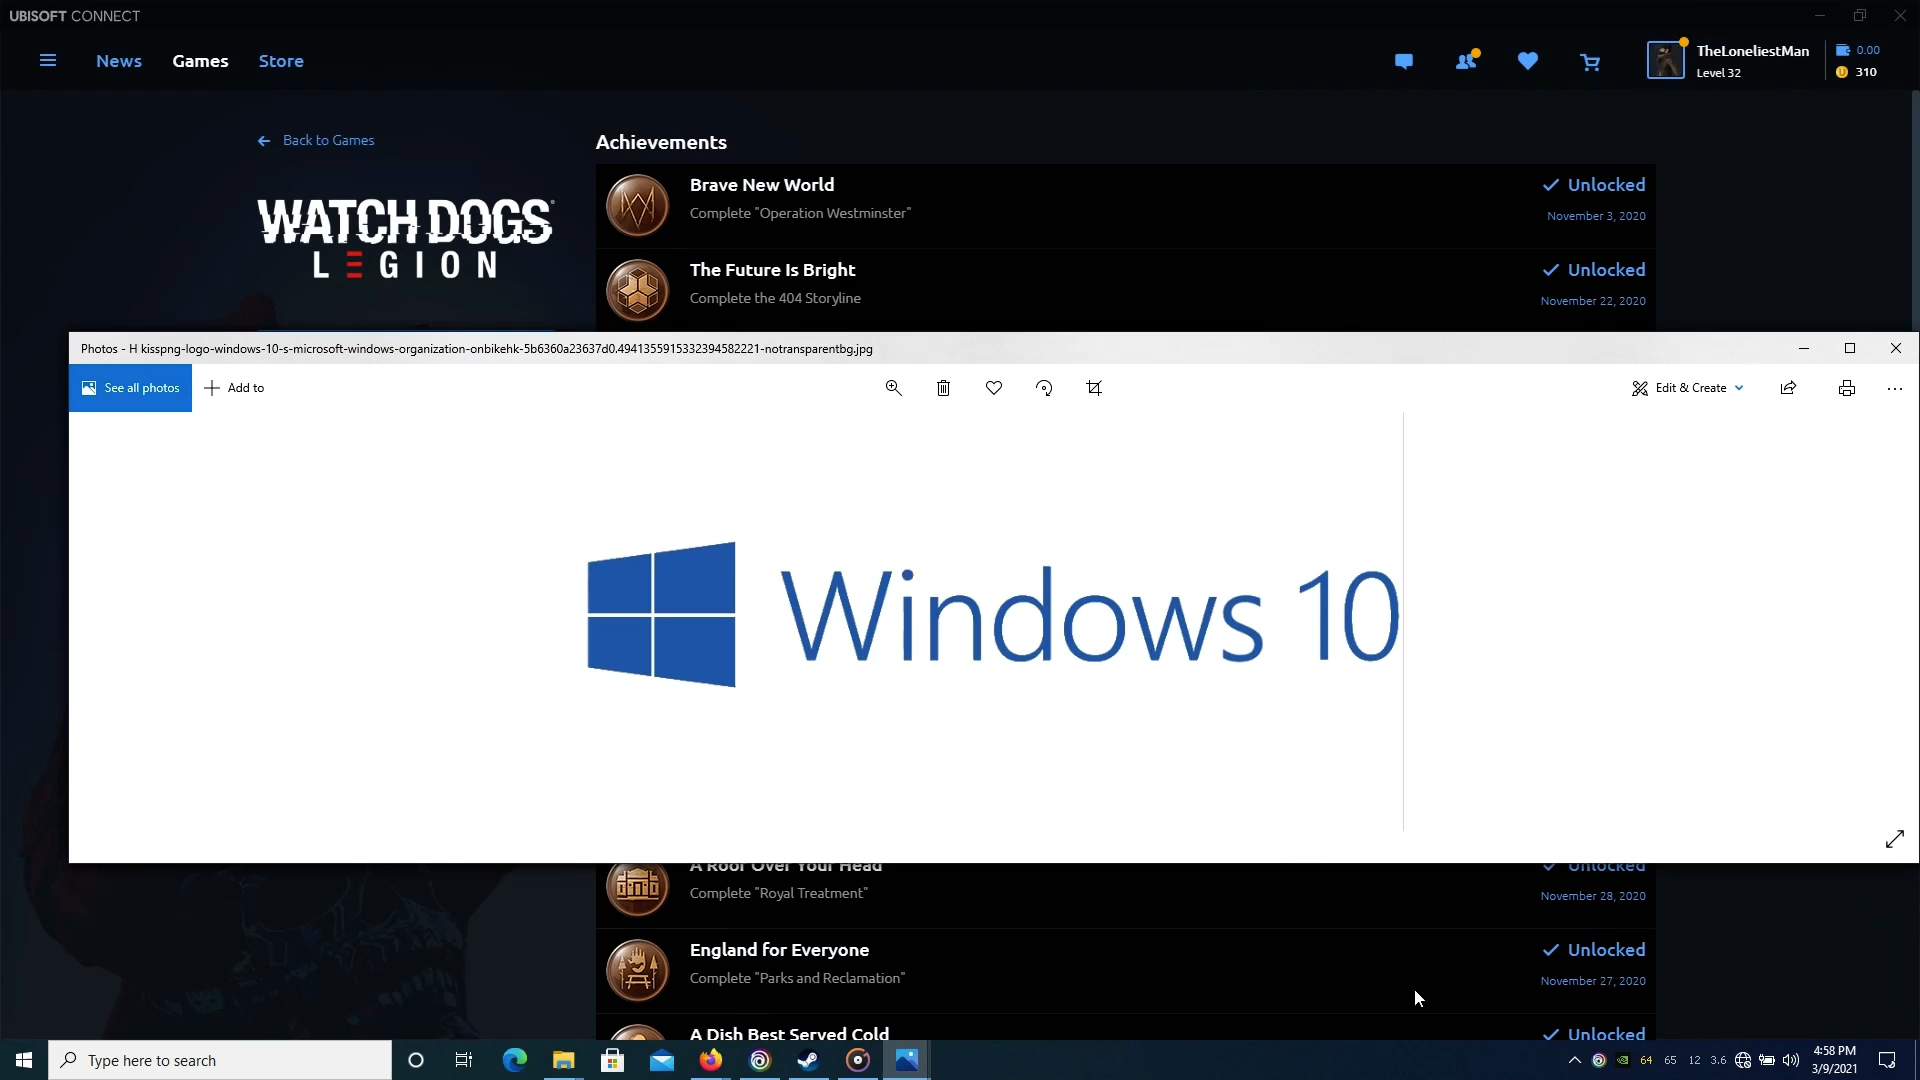 UBISOFT CONNECT
News Games Store
TheLoneliestMan
Level 32
0.00
310
Back to Games
Achievements
WATCH DOGS
LEGION
Brave New World
Complete "Operation Westminster"
Unlocked
November 3, 2020
The Future Is Bright
Complete the 404 Storyline
Unlocked
November 22, 2020
Photos - H kisspng-logo-windows-10-s-microsoft-windows-organization-onbikehk-5b6360a23637d0.4941355915332394582221-notransparentbg.jpg
See all photos
Add to
Edit & Create
Windows 10
A Roof Over Your Head
Complete "Royal Treatment"
Unlocked
November 28, 2020
England for Everyone
Complete "Parks and Reclamation"
Unlocked
November 27, 2020
A Dish Best Served Cold
Unlocked
Type here to search
64 65 12 3.6
4:58 PM
3/9/2021